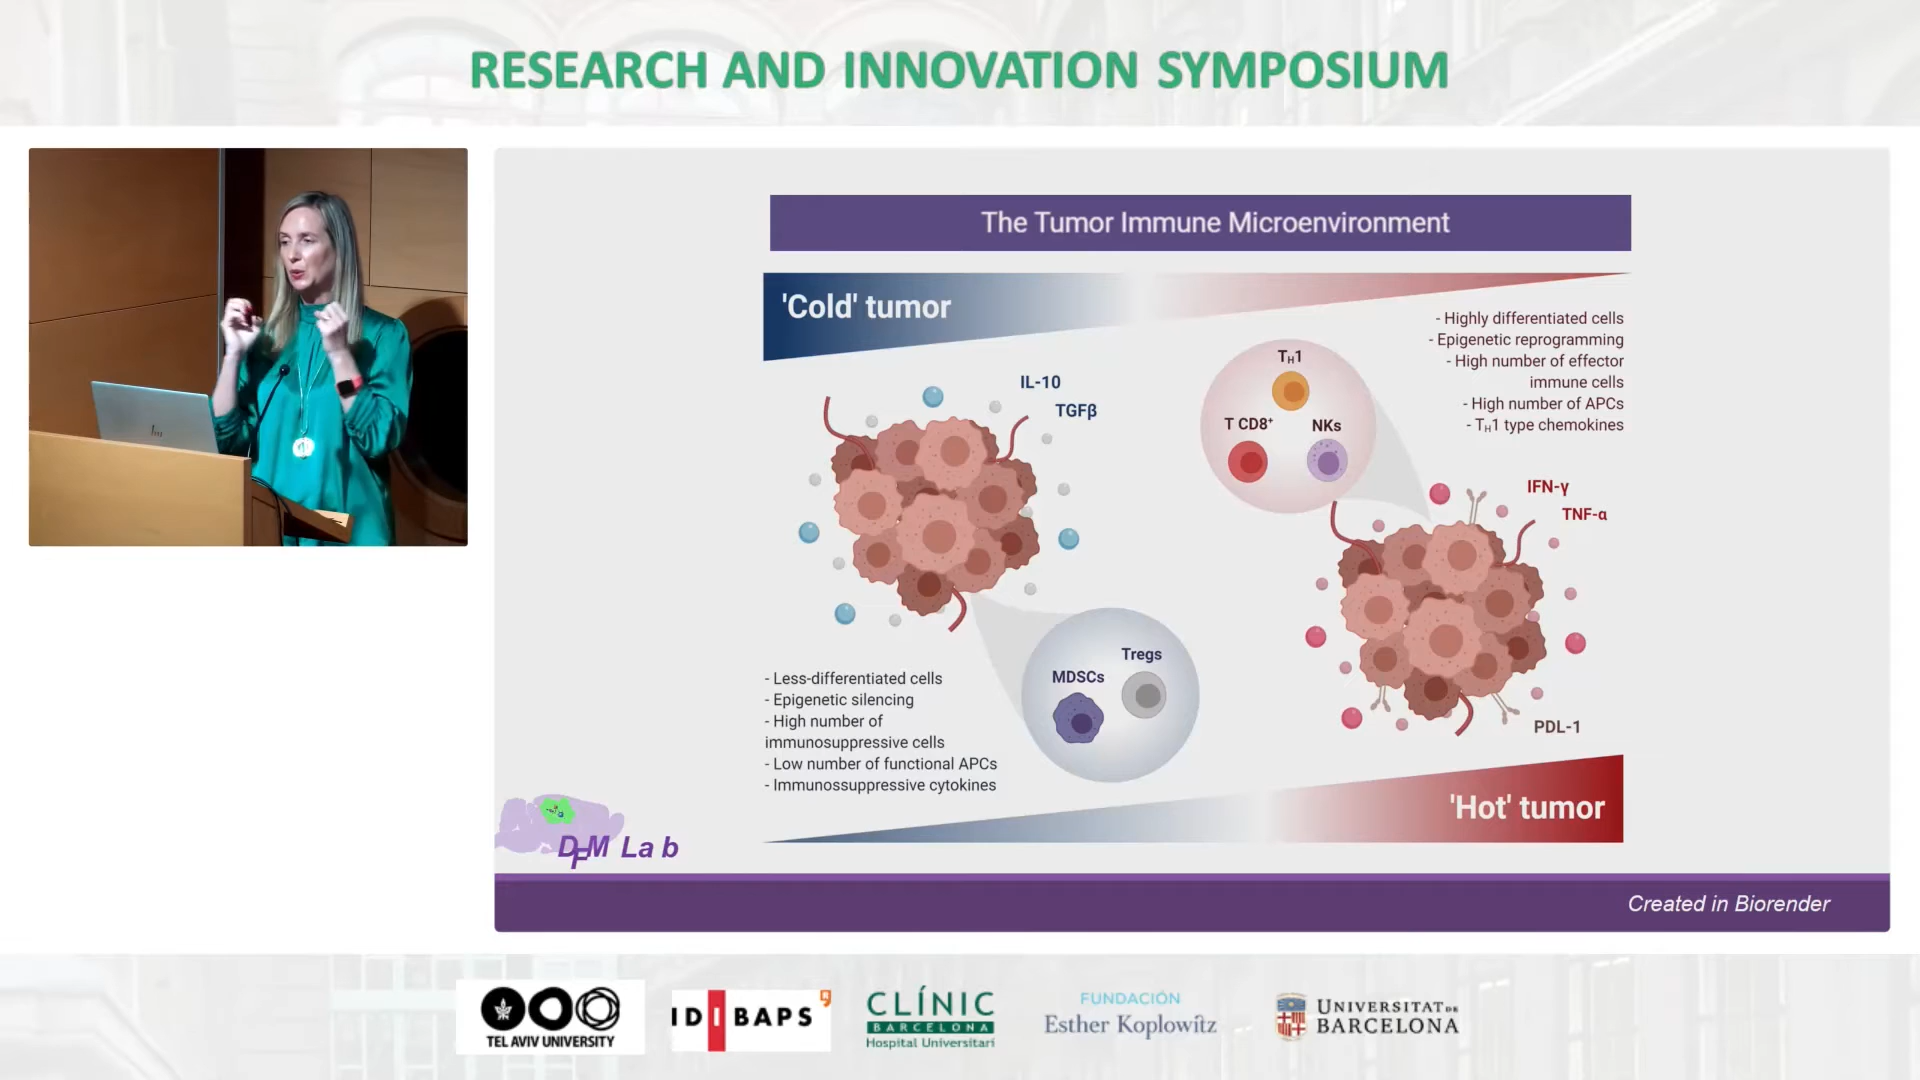 RESEARCH AND INNOVATION SYMPOSIUM
The Tumor Immune Microenvironment
'Cold' tumor
IL-10
TGFβ
- Less-differentiated cells
- Epigenetic silencing
- High number of
immunosuppressive cells
- Low number of functional APCs
- Immunossuppressive cytokines
MDSCs
Tregs
TH1
T CD8+
NKs
- Highly differentiated cells
- Epigenetic reprogramming
- High number of effector
immune cells
- High number of APCs
- TH1 type chemokines
IFN-γ
TNF-α
PDL-1
'Hot' tumor
DFM Lab
Created in Biorender
TEL AVIV UNIVERSITY
IDIBAPS
CLÍNIC
BARCELONA
Hospital Universitari
FUNDACIÓN
Esther Koplowitz
UNIVERSITAT DE
BARCELONA